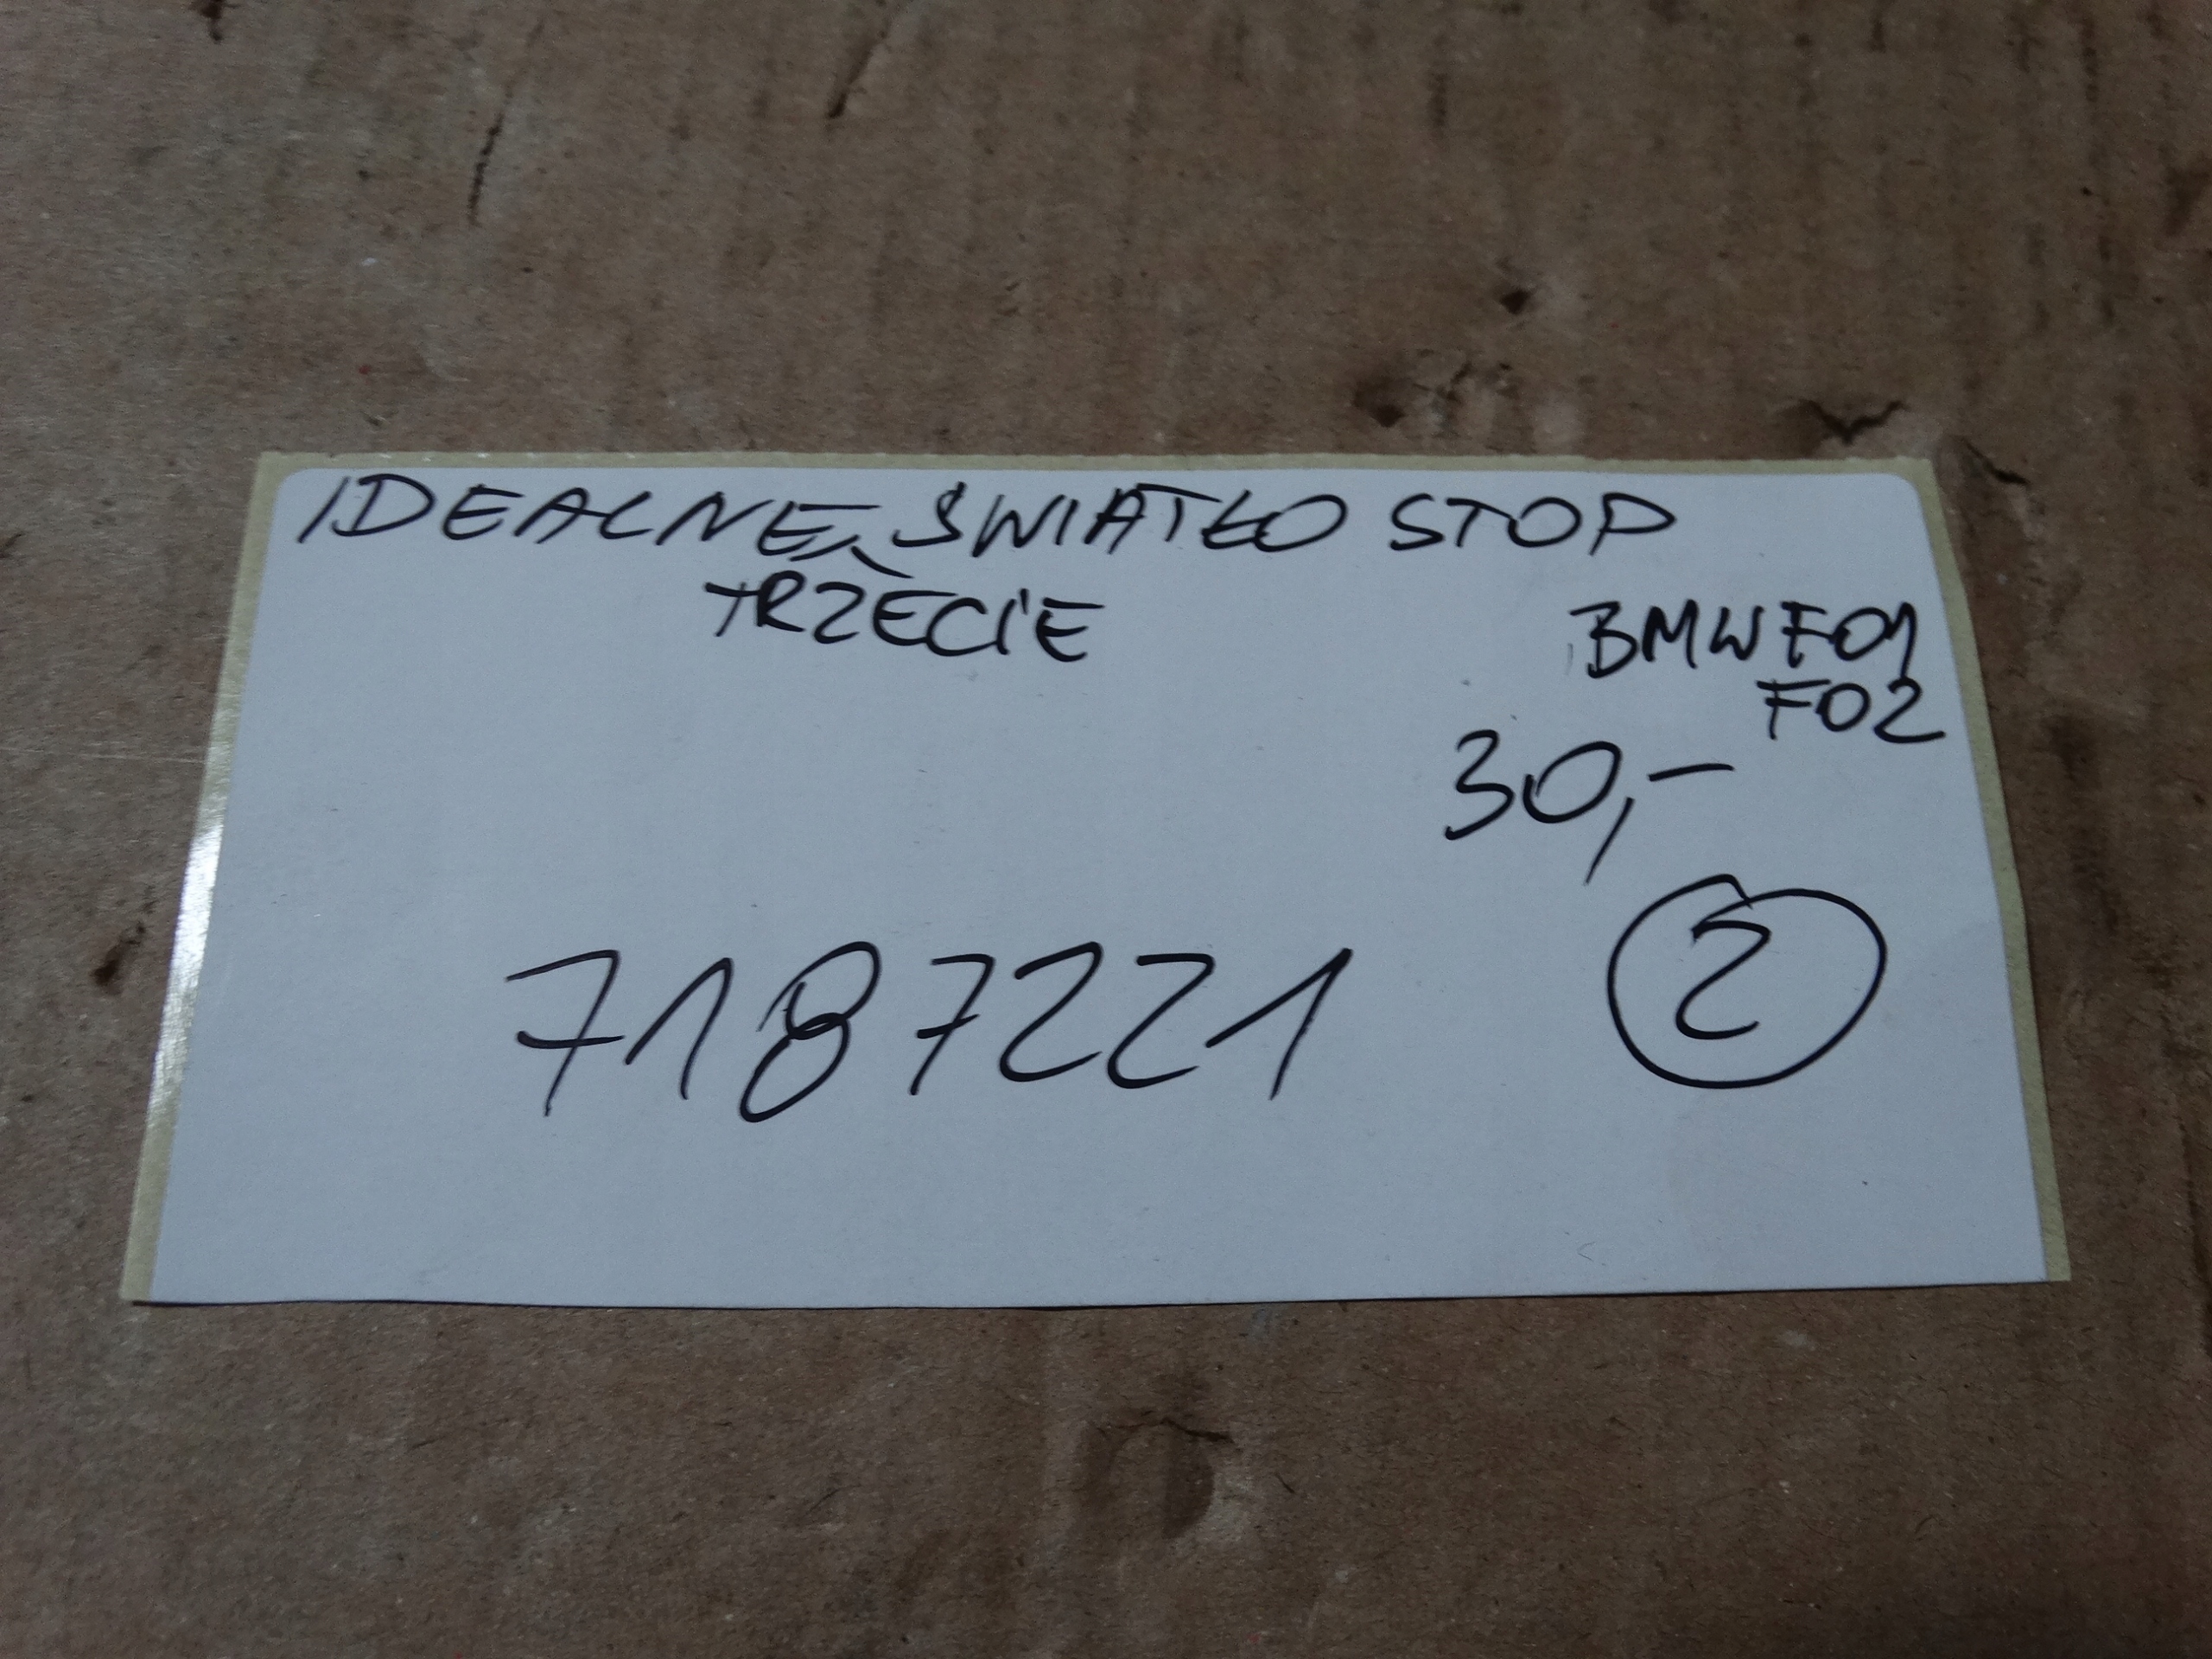 IDEALNE ŚWIATŁO STOP
TRZECIE
BMW F01
F02
30,-
2
7187221